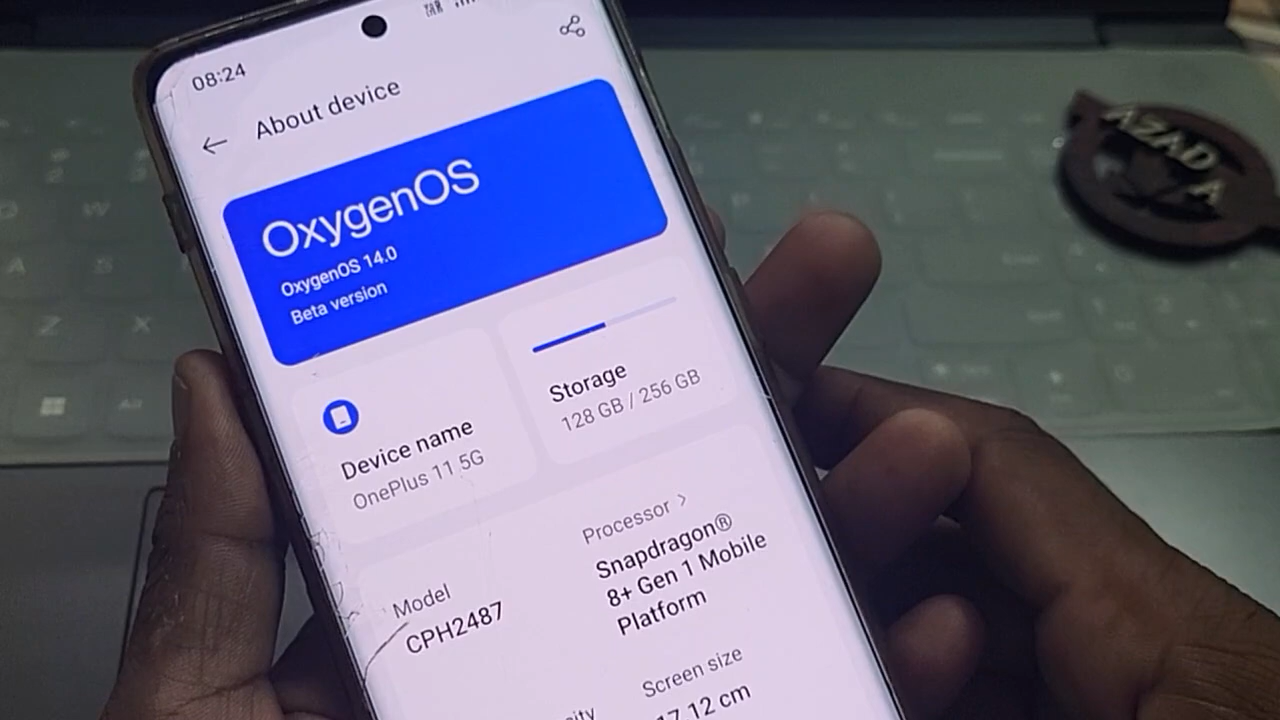 08:24
About device
OxygenOS
OxygenOS 14.0
Beta version
Device name
OnePlus 11 5G
Storage
128 GB / 256 GB
Model
CPH2487
Processor >
Snapdragon®
8+ Gen 1 Mobile
Platform
Screen size
17.12 cm
AZAD
A
W
A
S
Z
X